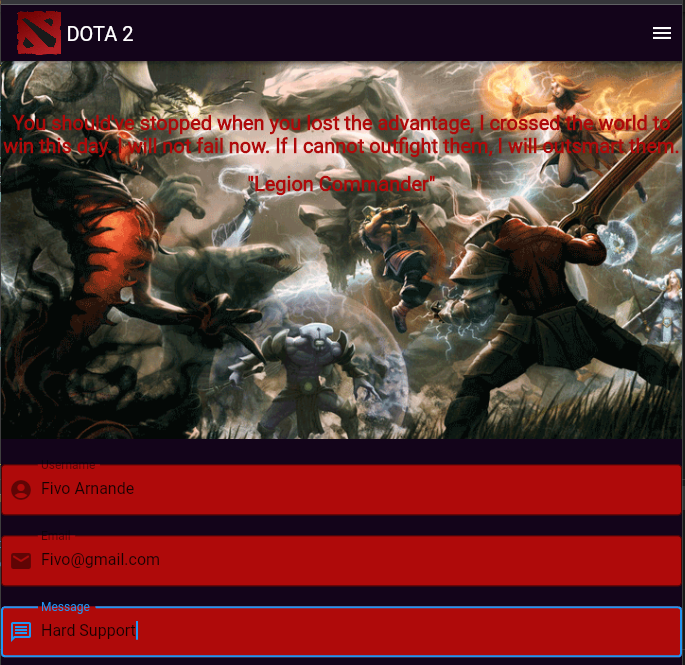 DOTA 2
You should've stopped when you lost the advantage, I crossed the world to
win this day. I will not fail now. If I cannot outfight them, I will outsmart them.
"Legion Commander"
Username
Fivo Arnande
Email
Fivo@gmail.com
Message
Hard Support